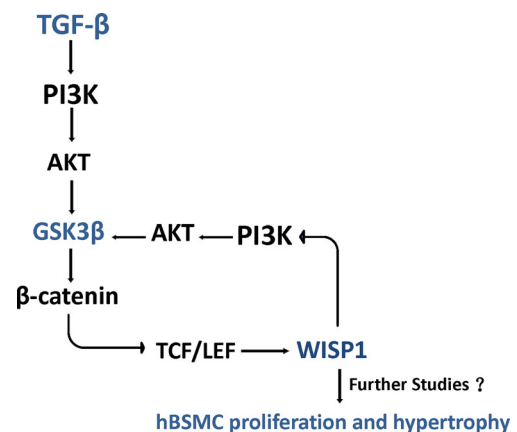 TGF-β
PI3K
AKT
GSK3β AKT PI3K
β-catenin
TCF/LEF WISP1
Further Studies ?
hBSMC proliferation and hypertrophy